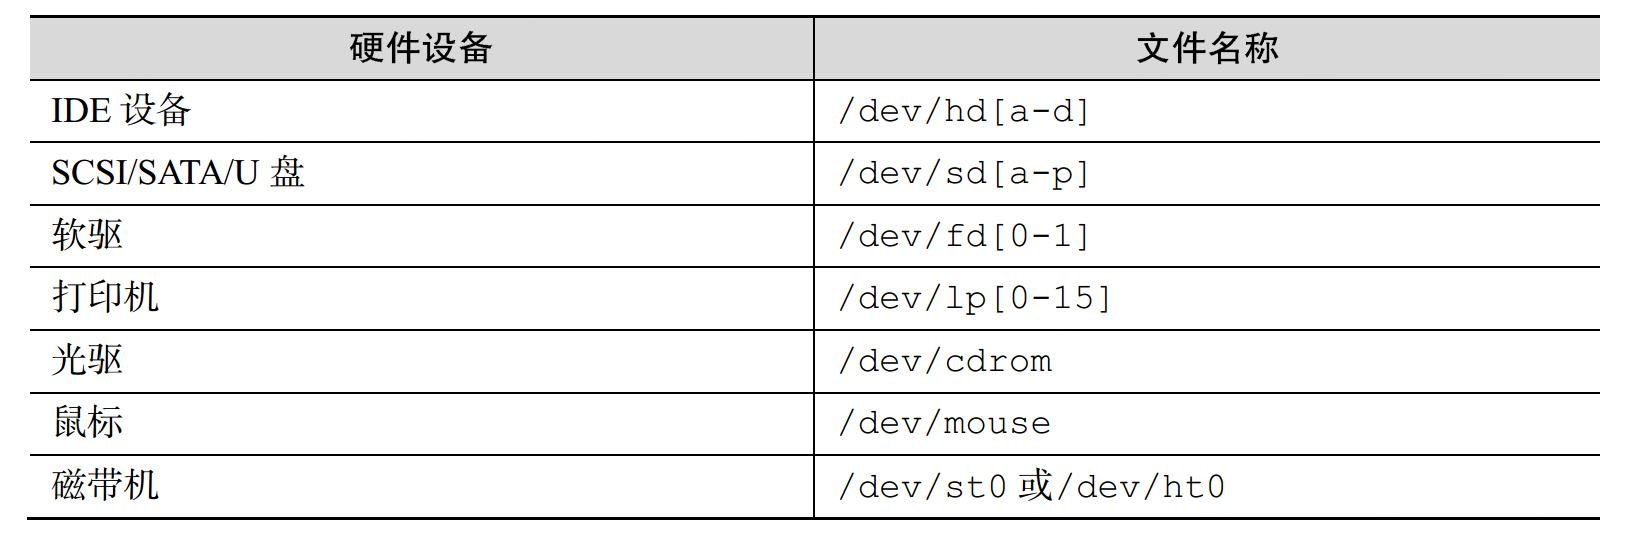 硬件设备 文件名称
IDE 设备 /dev/hd[a-d]
SCSI/SATA/U 盘 /dev/sd[a-p]
软驱 /dev/fd[0-1]
打印机 /dev/lp[0-15]
光驱 /dev/cdrom
鼠标 /dev/mouse
磁带机 /dev/st0 或/dev/ht0